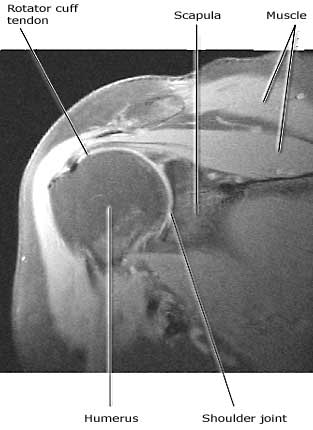 Rotator cuff
tendon
Scapula
Muscle
Humerus
Shoulder joint